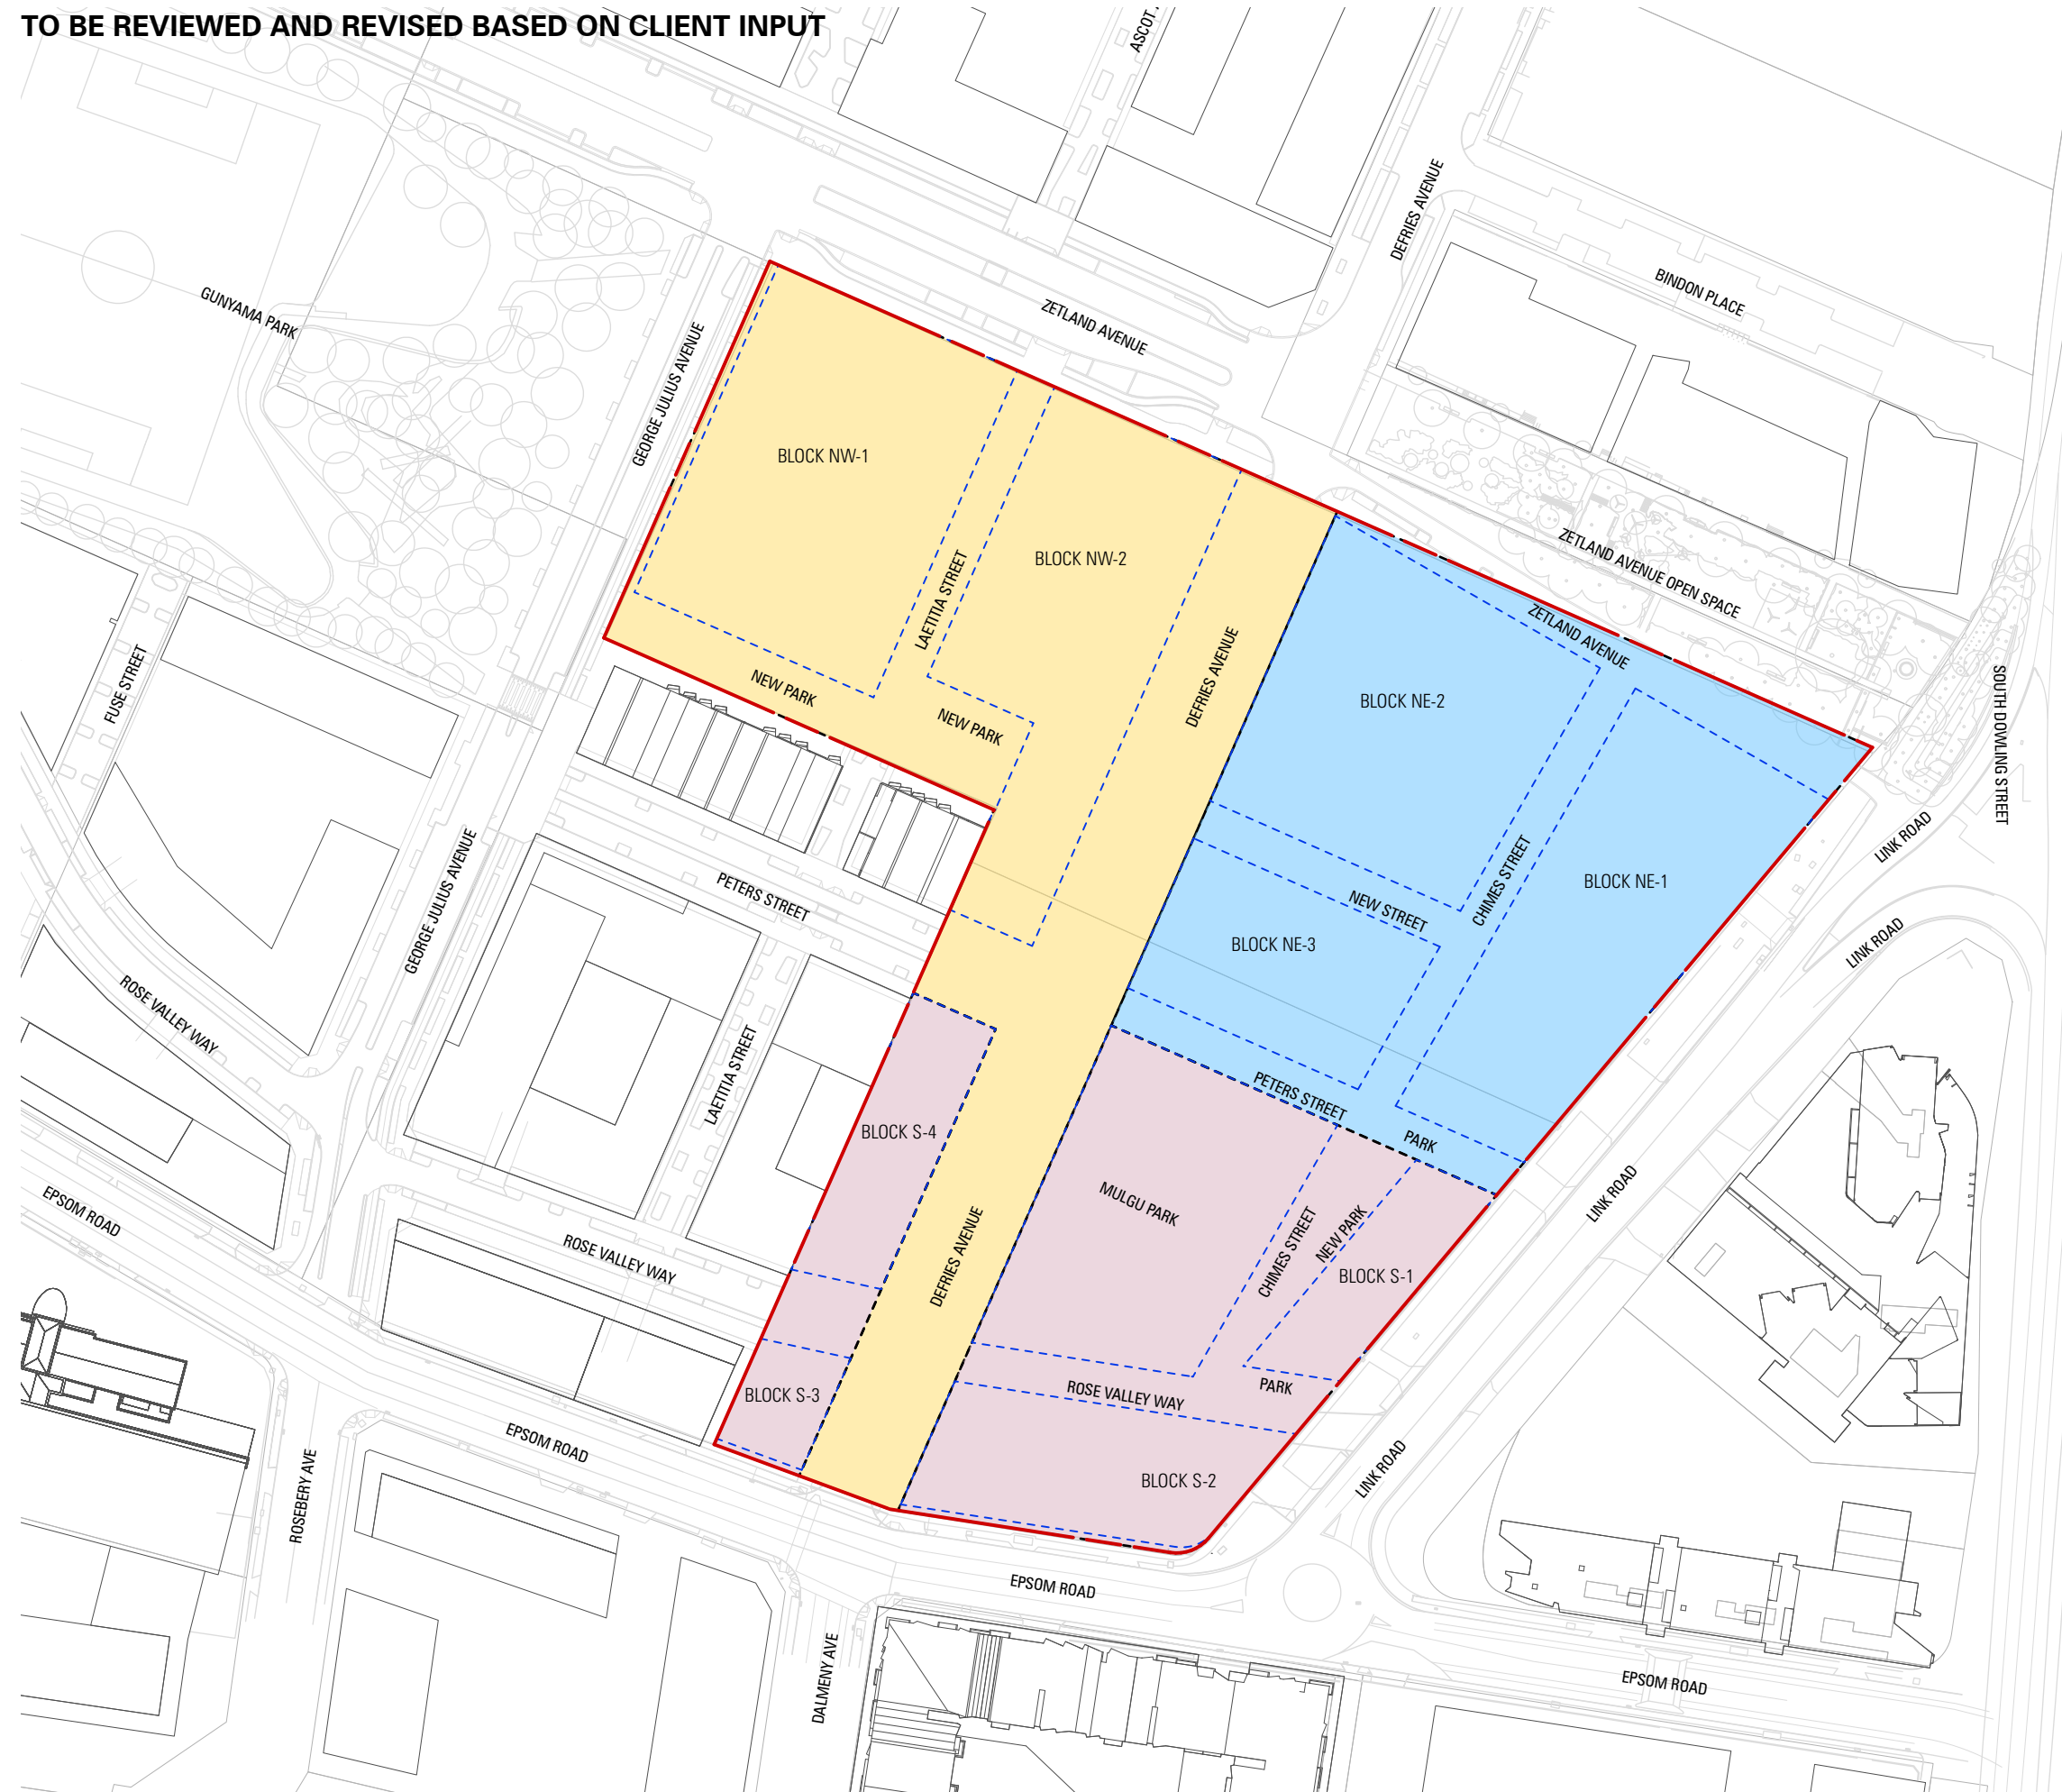 TO BE REVIEWED AND REVISED BASED ON CLIENT INPUT
DEFRIES AVENUE
BINDON PLACE
GUNYAMA PARK
ZETLAND AVENUE
GEORGE JULIUS AVENUE
BLOCK NW-1
BLOCK NW-2
LAETITIA STREET
ZETLAND AVENUE OPEN SPACE
ZETLAND AVENUE
DEFRIES AVENUE
BLOCK NE-2
SOUTH DOWLING STREET
FUSE STREET
NEW PARK
NEW PARK
LINK ROAD
CHIMES STREET
BLOCK NE-1
GEORGE JULIUS AVENUE
PETERS STREET
NEW STREET
BLOCK NE-3
LINK ROAD
ROSE VALLEY WAY
LAETITIA STREET
BLOCK S-4
PETERS STREET
PARK
MULGU PARK
LINK ROAD
EPSOM ROAD
ROSE VALLEY WAY
DEFRIES AVENUE
CHIMES STREET
NEW PARK
BLOCK S-1
BLOCK S-3
ROSE VALLEY WAY
PARK
EPSOM ROAD
ROSEBERY AVE
BLOCK S-2
LINK ROAD
EPSOM ROAD
DALMENY AVE
EPSOM ROAD